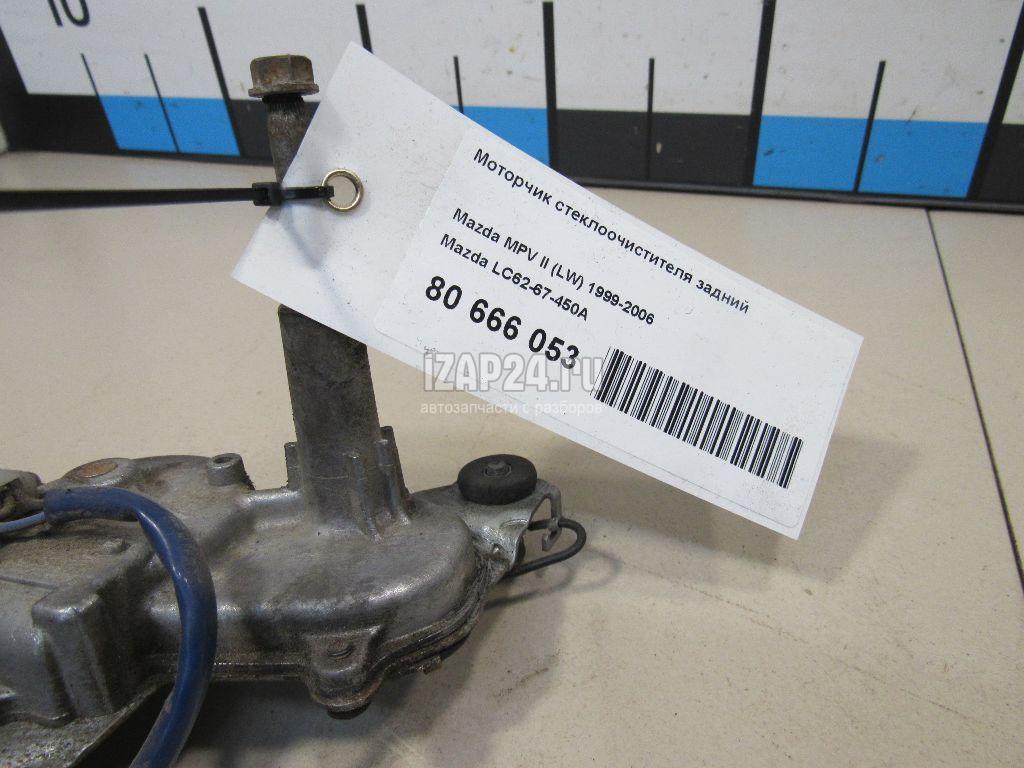 10
Моторчик стеклоочистителя задний
Mazda MPV II (LW) 1999-2006
Mazda LC62-67-450A
80 666 053
iZAP24.ru
автозапчасти с разборов